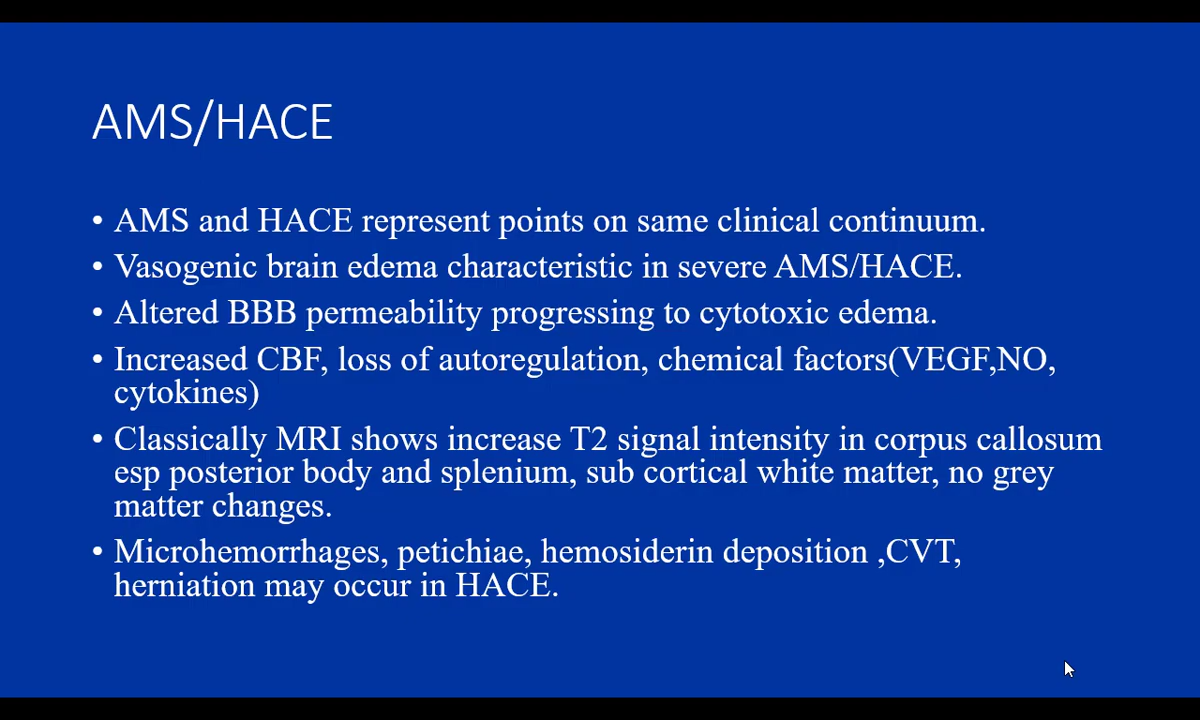 AMS/HACE
• AMS and HACE represent points on same clinical continuum.
• Vasogenic brain edema characteristic in severe AMS/HACE.
• Altered BBB permeability progressing to cytotoxic edema.
• Increased CBF, loss of autoregulation, chemical factors(VEGF,NO,
cytokines)
• Classically MRI shows increase T2 signal intensity in corpus callosum
esp posterior body and splenium, sub cortical white matter, no grey
matter changes.
• Microhemorrhages, petichiae, hemosiderin deposition ,CVT,
herniation may occur in HACE.